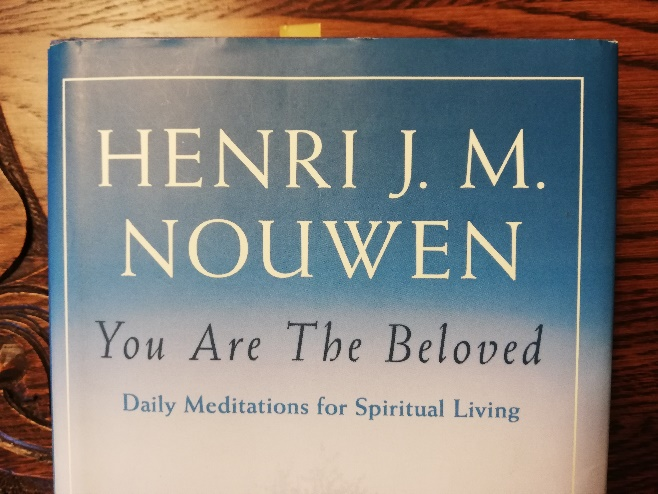 HENRI J. M.
NOUWEN
You Are The Beloved
Daily Meditations for Spiritual Living